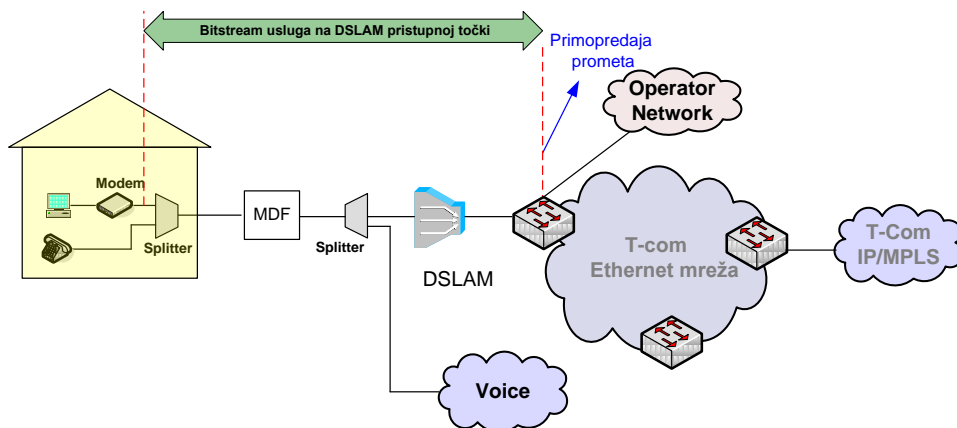 Bitstream usluga na DSLAM pristupnoj točki
Primopredaja
prometa
Operator
Network
Modem
Splitter
MDF
Splitter
DSLAM
T-com
Ethernet mreža
T-Com
IP/MPLS
Voice